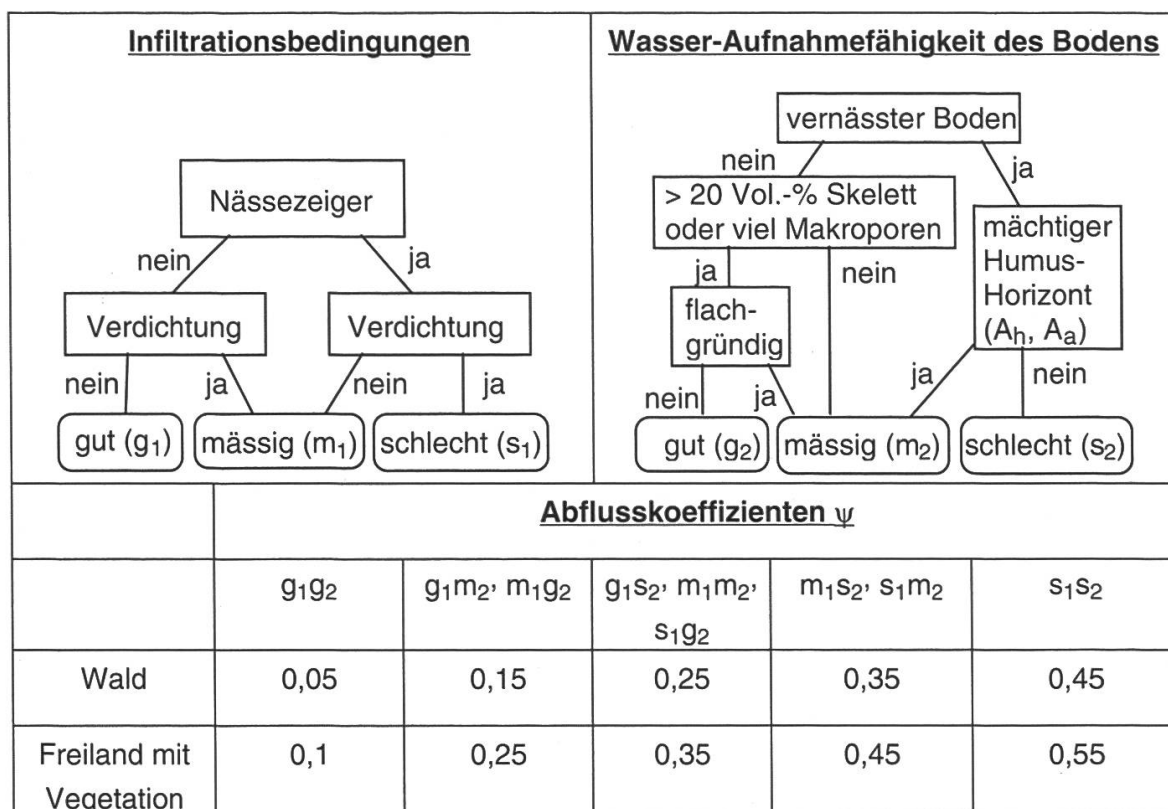 Infiltrationsbedingungen
Nässezeiger
nein
ja
Verdichtung
Verdichtung
nein
ja
nein
ja
gut (g₁)
mässig (m₁)
schlecht (s₁)
Wasser-Aufnahmefähigkeit des Bodens
vernässter Boden
nein
ja
> 20 Vol.-% Skelett
oder viel Makroporen
mächtiger
Humus-
Horizont
(Aₕ, Aₐ)
ja
nein
flach-
gründig
nein
ja
ja
nein
gut (g₂)
mässig (m₂)
schlecht (s₂)
Abflusskoeffizienten ψ
g₁g₂
g₁m₂, m₁g₂
g₁s₂, m₁m₂,
s₁g₂
m₁s₂, s₁m₂
s₁s₂
Wald
0,05
0,15
0,25
0,35
0,45
Freiland mit
Vegetation
0,1
0,25
0,35
0,45
0,55